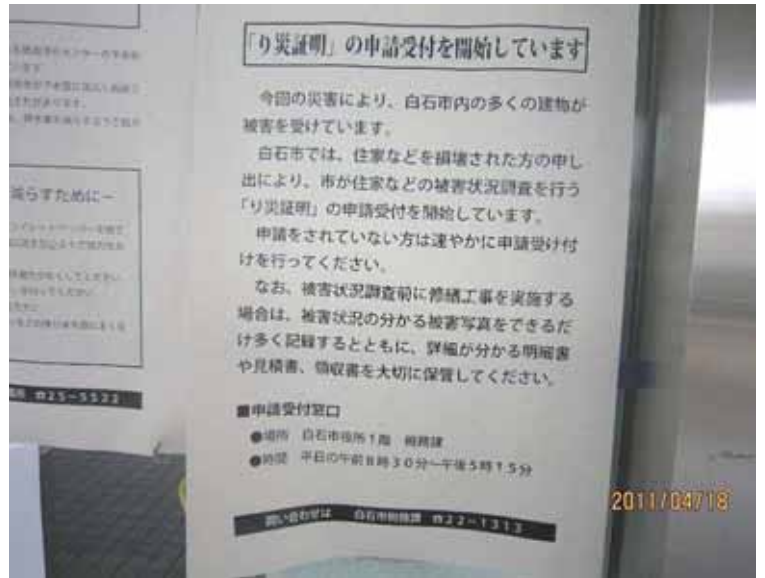 「り災証明」の申請受付を開始しています
今回の災害により、白石市内の多くの建物が
被害を受けています。
白石市では、住家などを損壊された方の申し
出により、市が住家などの被害状況調査を行う
「り災証明」の申請受付を開始しています。
申請をされていない方は速やかに申請受け付
けを行ってください。
なお、被害状況調査前に修繕工事を実施する
場合は、被害状況の分かる被害写真をできるだ
け多く記録するとともに、詳細が分かる明細書
や見積書、領収書を大切に保管してください。
■申請受付窓口
●場所 白石市役所1階 税務課
●時間 平日の午前8時30分～午後5時15分
問い合わせは 白石市税務課 ☎22-1313
減らすために－
☎25-5522
2011/04/18